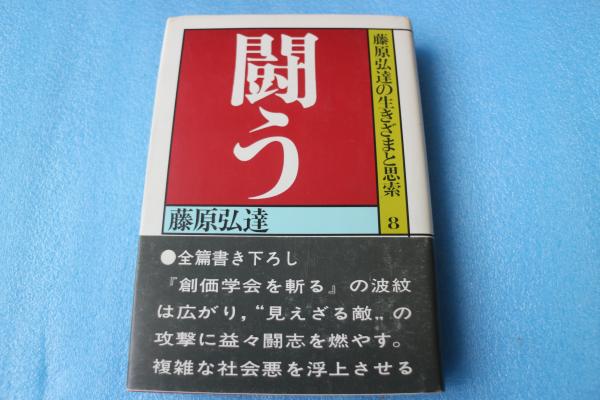 闘う
藤原弘達の生きざまと思索 8
藤原弘達
●全篇書き下ろし
『創価学会を斬る』の波紋
は広がり，“見えざる敵„の
攻撃に益々闘志を燃やす。
複雑な社会悪を浮上させる